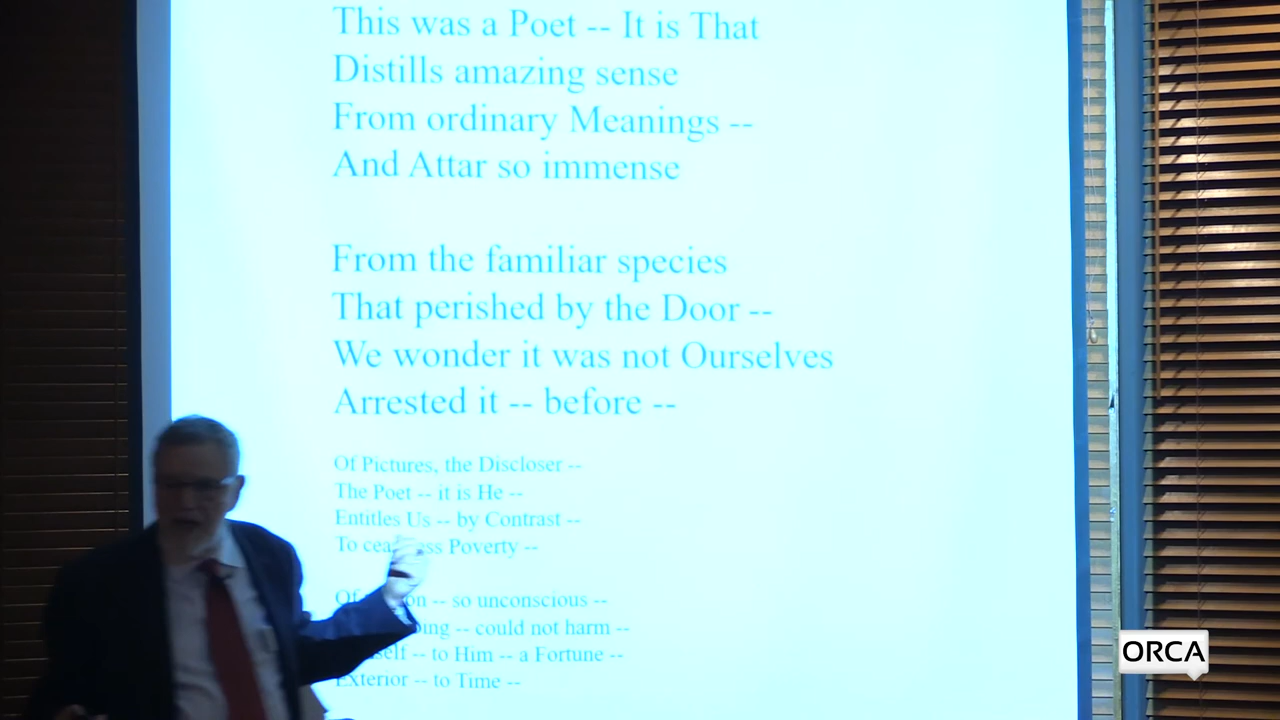 This was a Poet -- It is That
Distills amazing sense
From ordinary Meanings --
And Attar so immense
From the familiar species
That perished by the Door --
We wonder it was not Ourselves
Arrested it -- before --
Of Pictures, the Discloser --
The Poet -- it is He --
Entitles Us -- by Contrast --
To Poverty --
-- so unconscious --
-- could not harm --
-- to Him -- a Fortune --
Exterior -- to Time --
ORCA